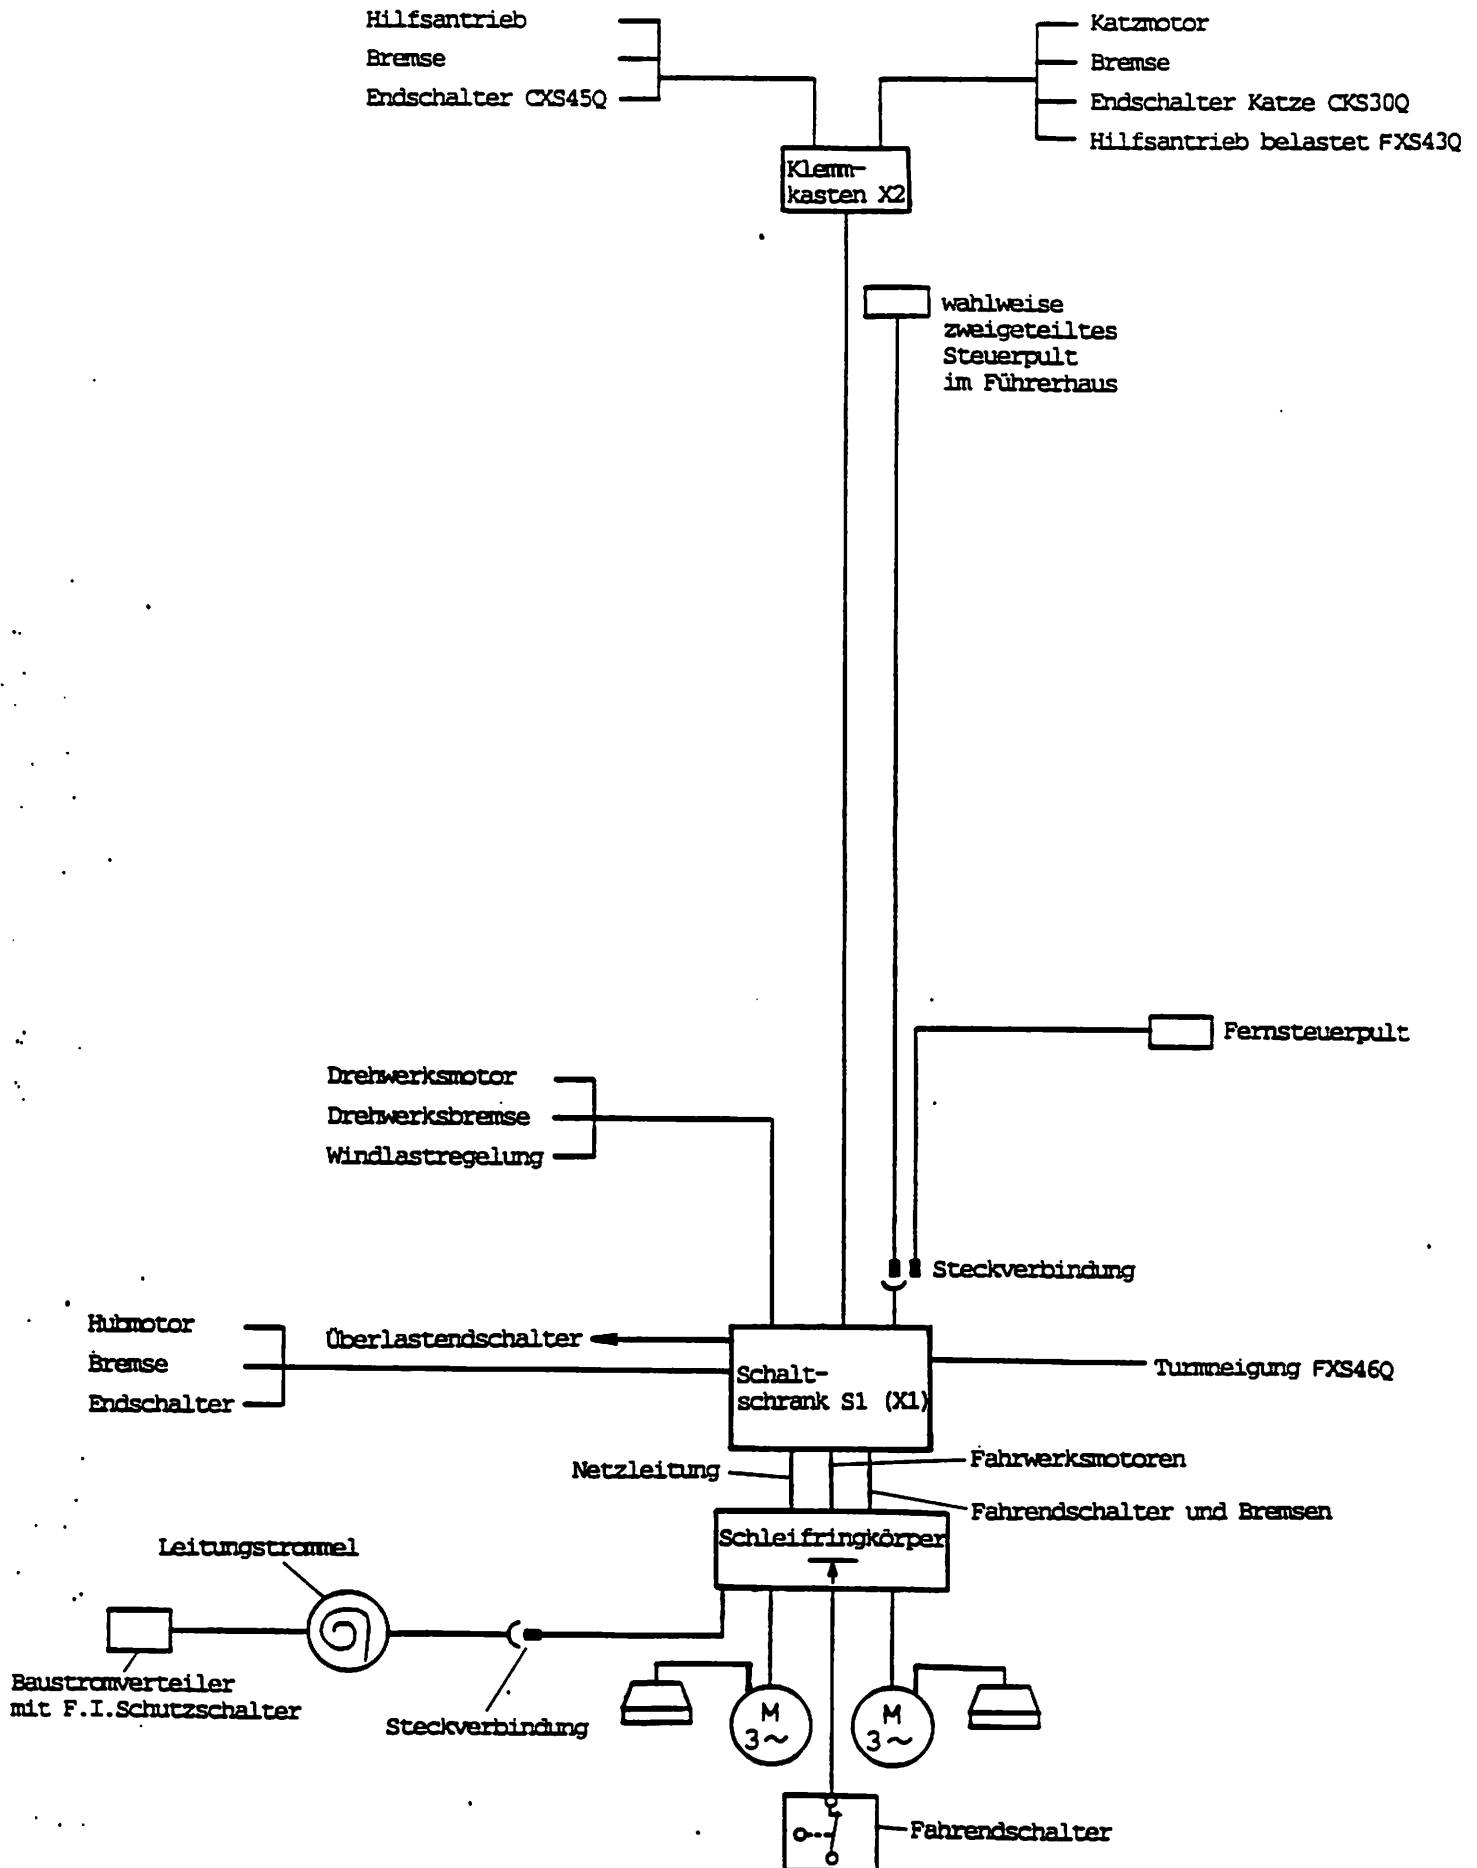 Hilfsantrieb
Bremse
Endschalter CXS45Q
Katzmotor
Bremse
Endschalter Katze CKS30Q
Hilfsantrieb belastet FXS43Q
Klemm-
kasten X2
wahlweise
zweigeteiltes
Steuerpult
im Führerhaus
Fernsteuerpult
Drehwerksmotor
Drehwerksbremse
Windlastregelung
Steckverbindung
Hubmotor
Bremse
Endschalter
Überlastendschalter
Schalt-
schrank S1 (X1)
Turmneigung FXS46Q
Netzleitung
Fahrwerksmotoren
Fahrendschalter und Bremsen
Schleifringkörper
Leitungstrommel
Baustromverteiler
mit F.I.Schutzschalter
Steckverbindung
M
3~
M
3~
Fahrendschalter